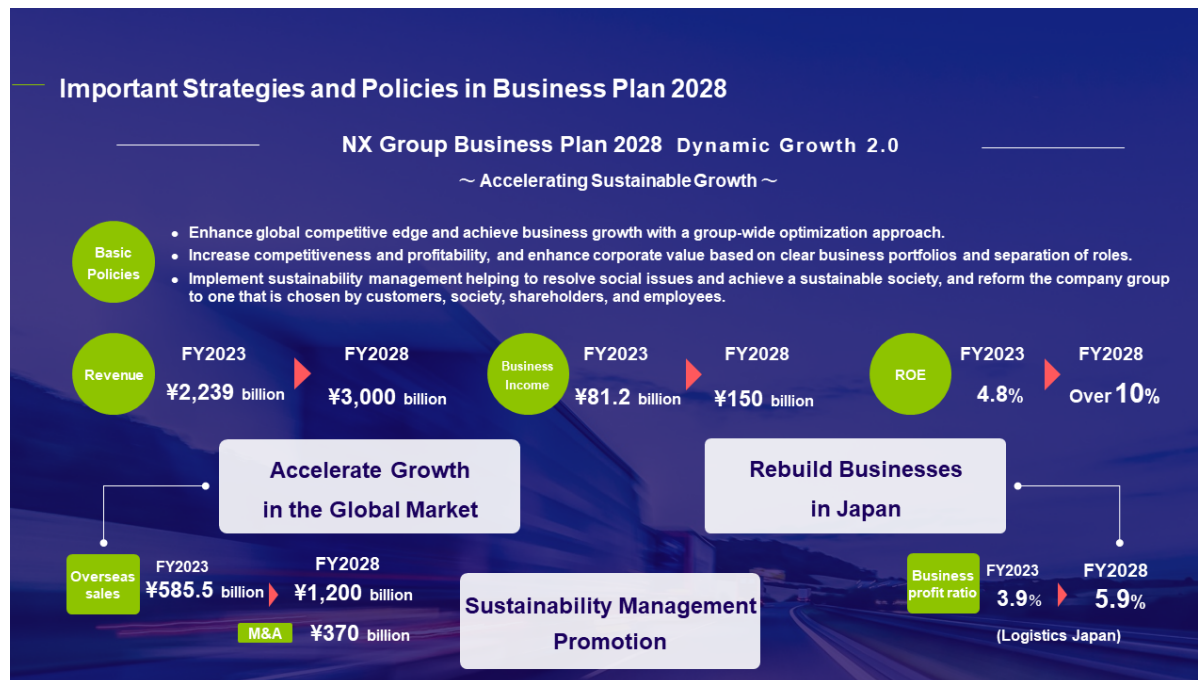 Important Strategies and Policies in Business Plan 2028
NX Group Business Plan 2028 Dynamic Growth 2.0
～ Accelerating Sustainable Growth ～
Basic
Policies
● Enhance global competitive edge and achieve business growth with a group-wide optimization approach.
● Increase competitiveness and profitability, and enhance corporate value based on clear business portfolios and separation of roles.
● Implement sustainability management helping to resolve social issues and achieve a sustainable society, and reform the company group
to one that is chosen by customers, society, shareholders, and employees.
Revenue
FY2023
¥2,239 billion
FY2028
¥3,000 billion
Business
Income
FY2023
¥81.2 billion
FY2028
¥150 billion
ROE
FY2023
4.8%
FY2028
Over 10%
Accelerate Growth
in the Global Market
Rebuild Businesses
in Japan
Overseas
sales
FY2023
¥585.5 billion
FY2028
¥1,200 billion
M&A ¥370 billion
Sustainability Management
Promotion
Business
profit ratio
FY2023
3.9%
FY2028
5.9%
(Logistics Japan)